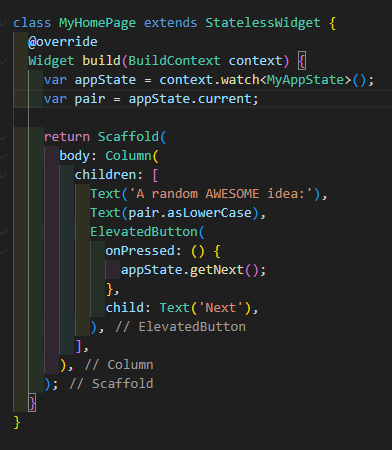 class MyHomePage extends StatelessWidget {
  @override
  Widget build(BuildContext context) {
    var appState = context.watch<MyAppState>();
    var pair = appState.current;

    return Scaffold(
      body: Column(
        children: [
          Text('A random AWESOME idea:'),
          Text(pair.asLowerCase),
          ElevatedButton(
            onPressed: () {
              appState.getNext();
            },
            child: Text('Next'),
          ), // ElevatedButton
        ],
      ), // Column
    ); // Scaffold
  }
}